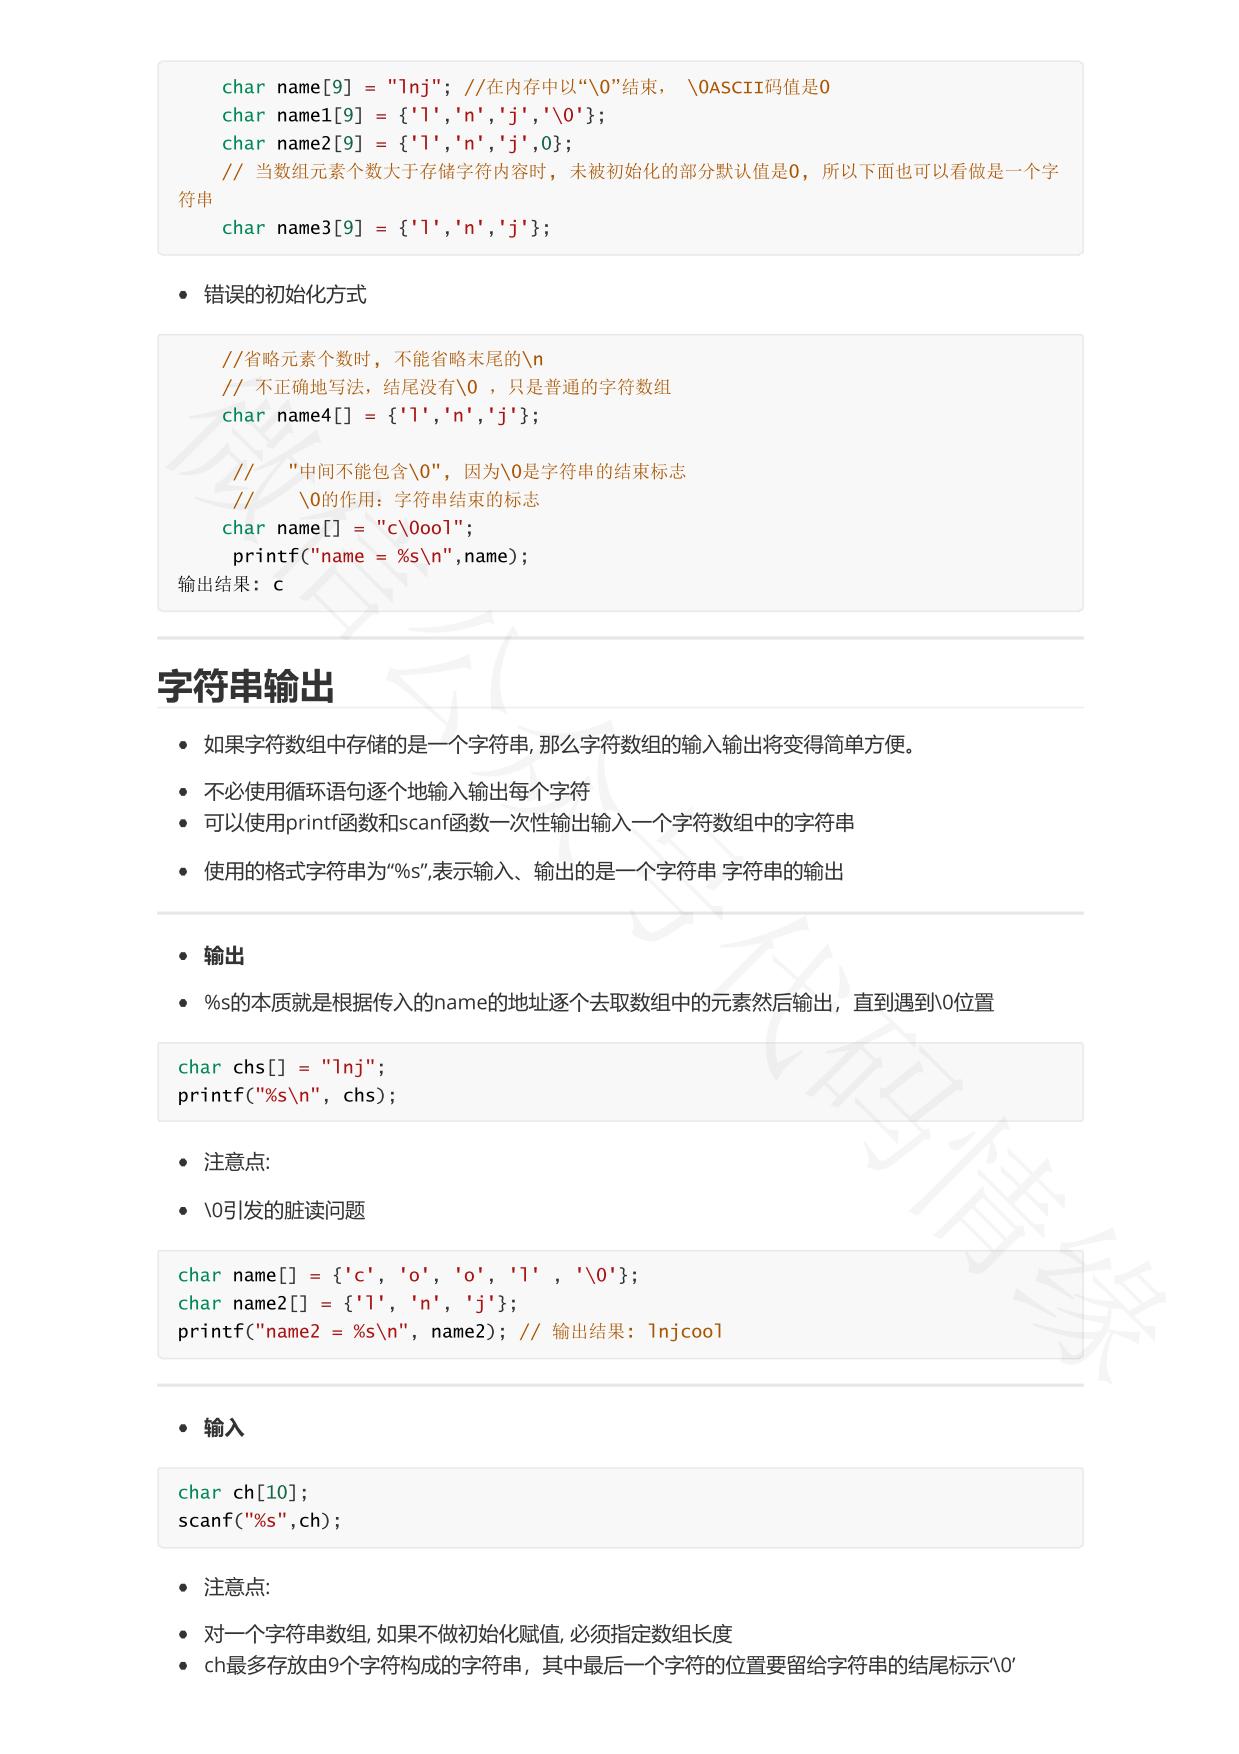 char name[9] = "lnj"; //在内存中以“\0”结束， \0ASCII码值是0
char name1[9] = {'l','n','j','\0'};
char name2[9] = {'l','n','j',0};
// 当数组元素个数大于存储字符内容时, 未被初始化的部分默认值是0, 所以下面也可以看做是一个字
符串
char name3[9] = {'l','n','j'};
错误的初始化方式
//省略元素个数时, 不能省略末尾的\n
// 不正确地写法，结尾没有\0 ，只是普通的字符数组
char name4[] = {'l','n','j'};
//   "中间不能包含\0", 因为\0是字符串的结束标志
//    \0的作用：字符串结束的标志
char name[] = "c\0ool";
printf("name = %s\n",name);
输出结果: c
字符串输出
如果字符数组中存储的是一个字符串, 那么字符数组的输入输出将变得简单方便。
不必使用循环语句逐个地输入输出每个字符
可以使用printf函数和scanf函数一次性输出输入一个字符数组中的字符串
使用的格式字符串为“%s”,表示输入、输出的是一个字符串 字符串的输出
输出
%s的本质就是根据传入的name的地址逐个去取数组中的元素然后输出，直到遇到\0位置
char chs[] = "lnj";
printf("%s\n", chs);
注意点:
\0引发的脏读问题
char name[] = {'c', 'o', 'o', 'l' , '\0'};
char name2[] = {'l', 'n', 'j'};
printf("name2 = %s\n", name2); // 输出结果: lnjcool
输入
char ch[10];
scanf("%s",ch);
注意点:
对一个字符串数组, 如果不做初始化赋值, 必须指定数组长度
ch最多存放由9个字符构成的字符串，其中最后一个字符的位置要留给字符串的结尾标示‘\0’
微信公众号代码情缘